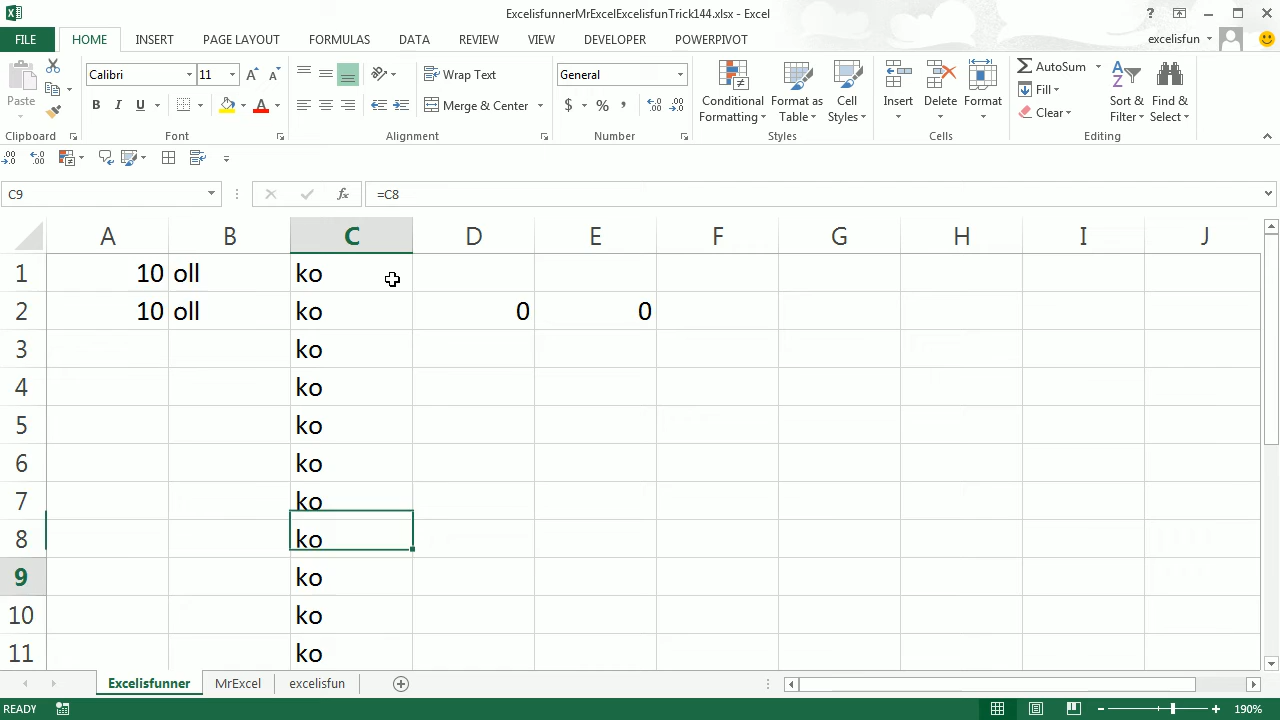 ExcelisfunnerMrExcelExcelisfunTrick144.xlsx - Excel
FILE HOME INSERT PAGE LAYOUT FORMULAS DATA REVIEW VIEW DEVELOPER POWERPIVOT excelisfun
Calibri 11 Wrap Text General AutoSum
Fill
Paste B I U Merge & Center $ % , Conditional Formatting Format as Table Cell Styles Insert Delete Format Clear Sort & Filter Find & Select
Clipboard Font Alignment Number Styles Cells Editing
C9 fx =C8
A B C D E F G H I J
1 10 oll ko
2 10 oll ko 0 0
3 ko
4 ko
5 ko
6 ko
7 ko
8 ko
9 ko
10 ko
11 ko
Excelisfunner MrExcel excelisfun
READY 190%